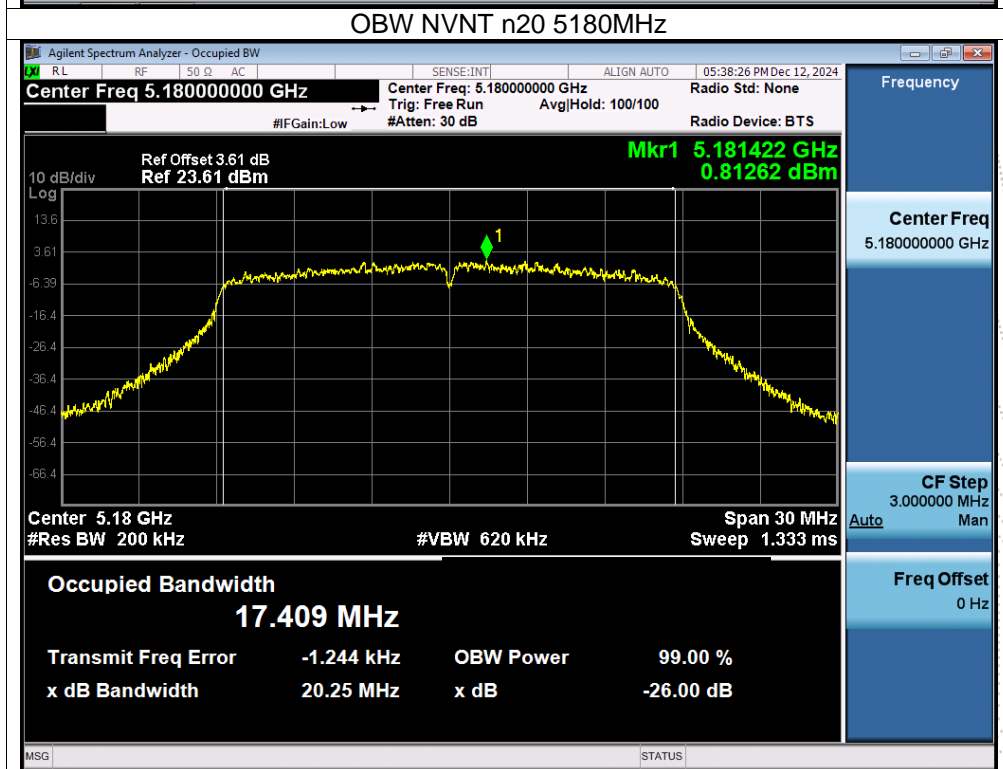 OBW NVNT n20 5180MHz
Agilent Spectrum Analyzer - Occupied BW
LXI RL RF 50 Ω AC SENSE:INT ALIGN AUTO 05:38:26 PM Dec 12, 2024
Center Freq 5.180000000 GHz
Center Freq: 5.180000000 GHz Radio Std: None
Trig: Free Run Avg|Hold: 100/100
#IFGain:Low #Atten: 30 dB Radio Device: BTS
Frequency
Mkr1 5.181422 GHz
0.81262 dBm
Ref Offset 3.61 dB
10 dB/div Ref 23.61 dBm
Log
13.6
3.61
-6.39
-16.4
-26.4
-36.4
-46.4
-56.4
-66.4
1
Center 5.18 GHz Span 30 MHz
#Res BW 200 kHz #VBW 620 kHz Sweep 1.333 ms
Occupied Bandwidth
17.409 MHz
Transmit Freq Error -1.244 kHz OBW Power 99.00 %
x dB Bandwidth 20.25 MHz x dB -26.00 dB
Center Freq
5.180000000 GHz
CF Step
3.000000 MHz
Auto Man
Freq Offset
0 Hz
MSG STATUS